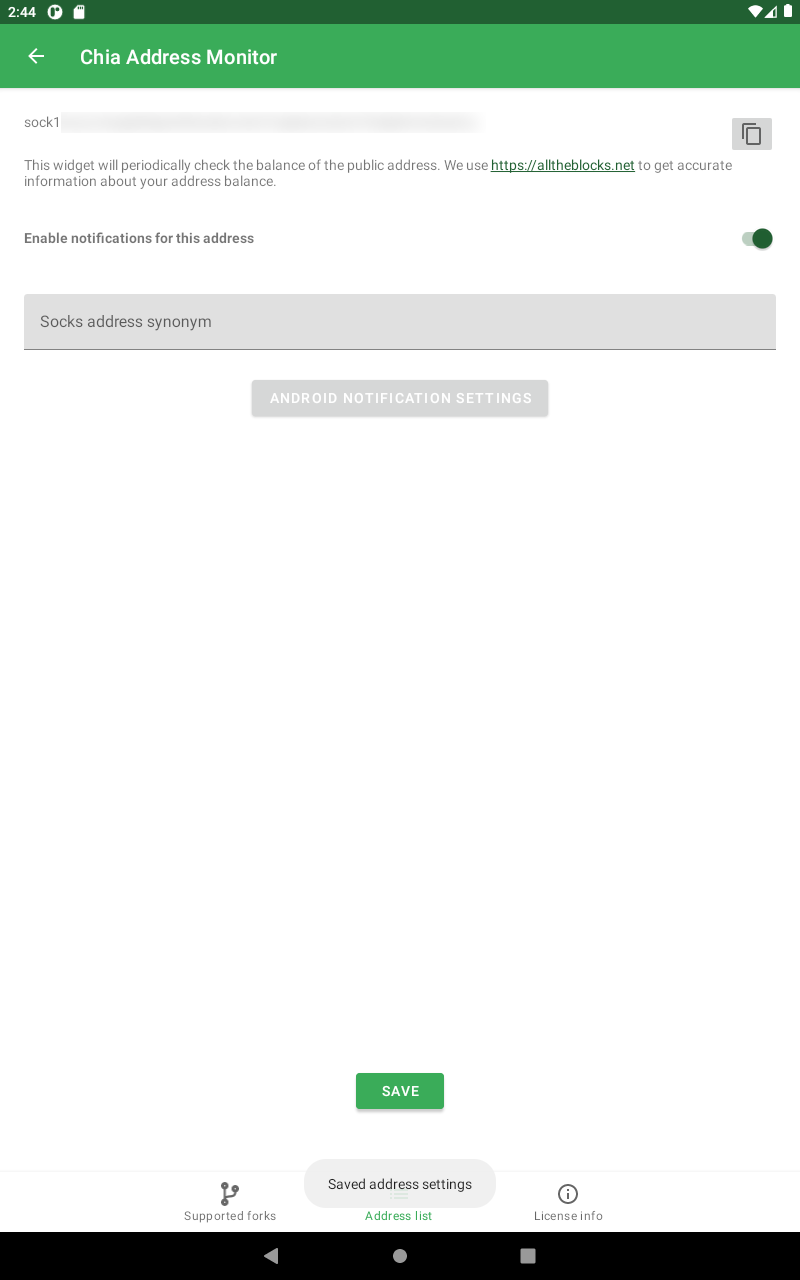 2:44
Chia Address Monitor
sock1
This widget will periodically check the balance of the public address. We use https://alltheblocks.net to get accurate
information about your address balance.
Enable notifications for this address
Socks address synonym
ANDROID NOTIFICATION SETTINGS
SAVE
Saved address settings
Supported forks
Address list
License info